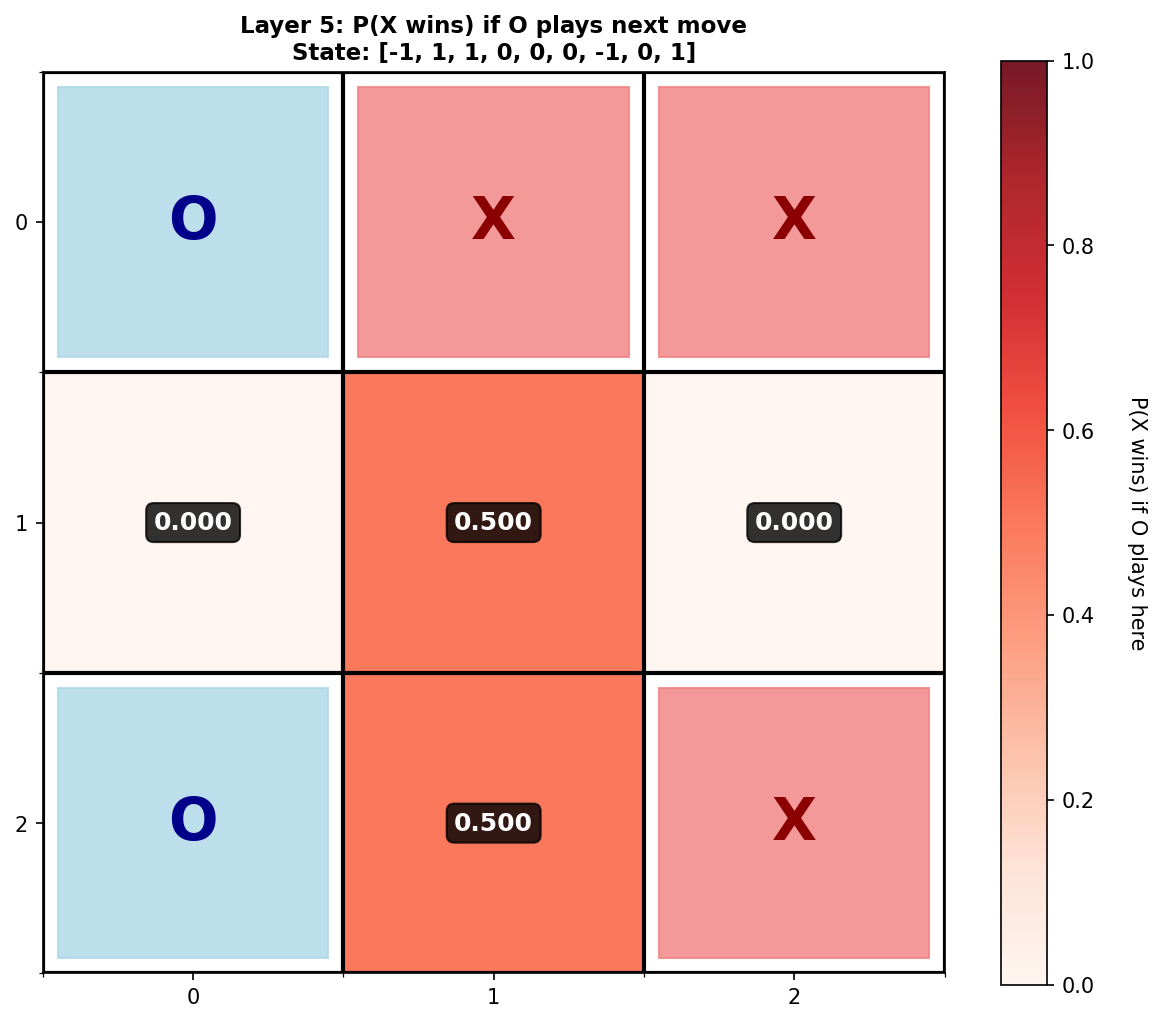 Layer 5: P(X wins) if O plays next move
State: [-1, 1, 1, 0, 0, 0, -1, 0, 1]
1.0
O X X
0
0.8
0.6
P(X wins) if O plays here
1
0.000 0.500 0.000
0.4
O 0.500 X
2
0.2
0.0
0 1 2